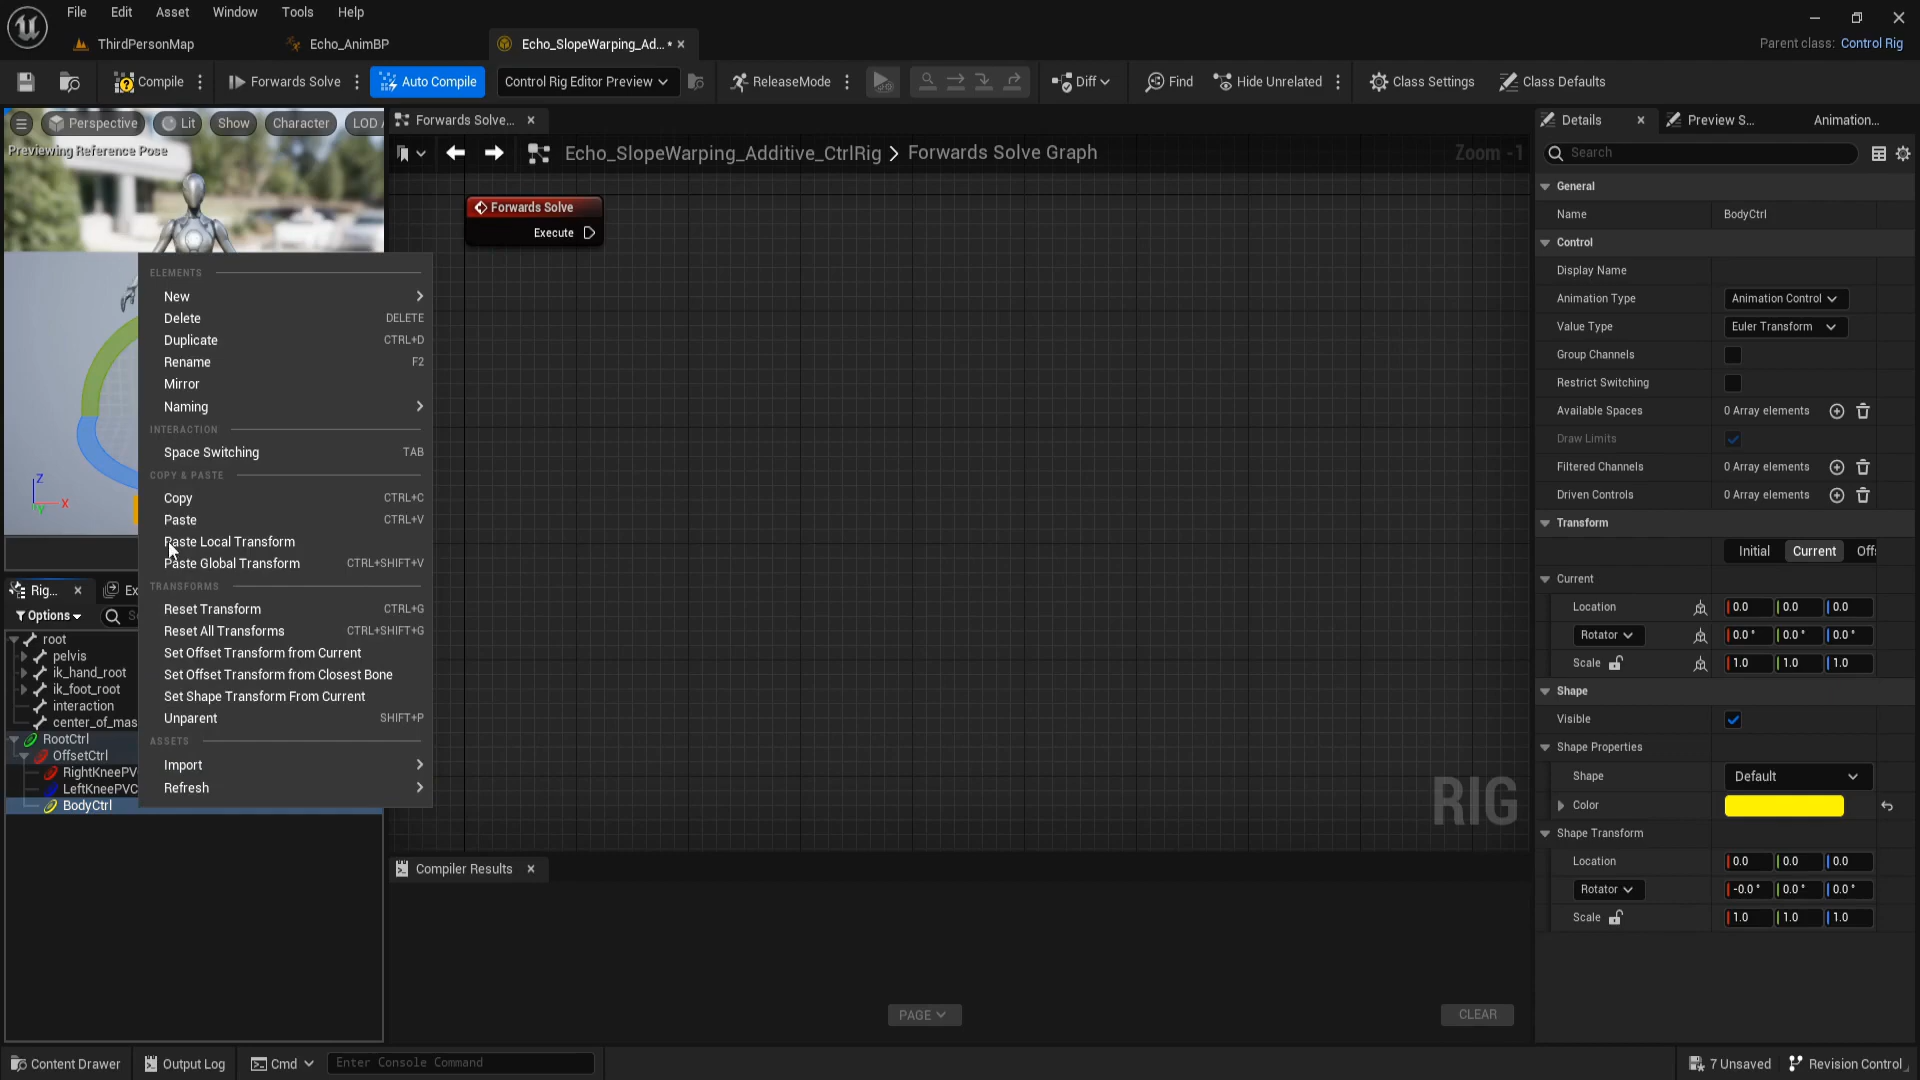 File Edit Asset Window Tools Help
ThirdPersonMap
Echo_AnimBP
Echo_SlopeWarping_Ad... •
Parent class: Control Rig
Compile
Forwards Solve
Auto Compile
Control Rig Editor Preview
ReleaseMode
Diff
Find
Hide Unrelated
Class Settings
Class Defaults
Perspective
Lit
Show
Character
LOD
Previewing Reference Pose
Forwards Solve...
Echo_SlopeWarping_Additive_CtrlRig > Forwards Solve Graph
Zoom -1
Forwards Solve
Execute
RIG
ELEMENTS
New
Delete DELETE
Duplicate CTRL+D
Rename F2
Mirror
Naming
INTERACTION
Space Switching TAB
COPY & PASTE
Copy CTRL+C
Paste CTRL+V
Paste Local Transform
Paste Global Transform CTRL+SHIFT+V
TRANSFORMS
Reset Transform CTRL+G
Reset All Transforms CTRL+SHIFT+G
Set Offset Transform from Current
Set Offset Transform from Closest Bone
Set Shape Transform From Current
Unparent SHIFT+P
ASSETS
Import
Refresh
Z
X
Y
Rig...
Ex
Options
root
pelvis
ik_hand_root
ik_foot_root
interaction
center_of_mas
RootCtrl
OffsetCtrl
RightKneePV
LeftKneePVC
BodyCtrl
Compiler Results
PAGE
CLEAR
Details
Preview S...
Animation...
Search
General
Name BodyCtrl
Control
Display Name
Animation Type Animation Control
Value Type Euler Transform
Group Channels
Restrict Switching
Available Spaces 0 Array elements
Draw Limits
Filtered Channels 0 Array elements
Driven Controls 0 Array elements
Transform
Initial Current Off
Current
Location 0.0 0.0 0.0
Rotator 0.0 ° 0.0 ° 0.0 °
Scale 1.0 1.0 1.0
Shape
Visible
Shape Properties
Shape Default
Color
Shape Transform
Location 0.0 0.0 0.0
Rotator -0.0 ° 0.0 ° 0.0 °
Scale 1.0 1.0 1.0
Content Drawer
Output Log
Cmd
Enter Console Command
7 Unsaved
Revision Control